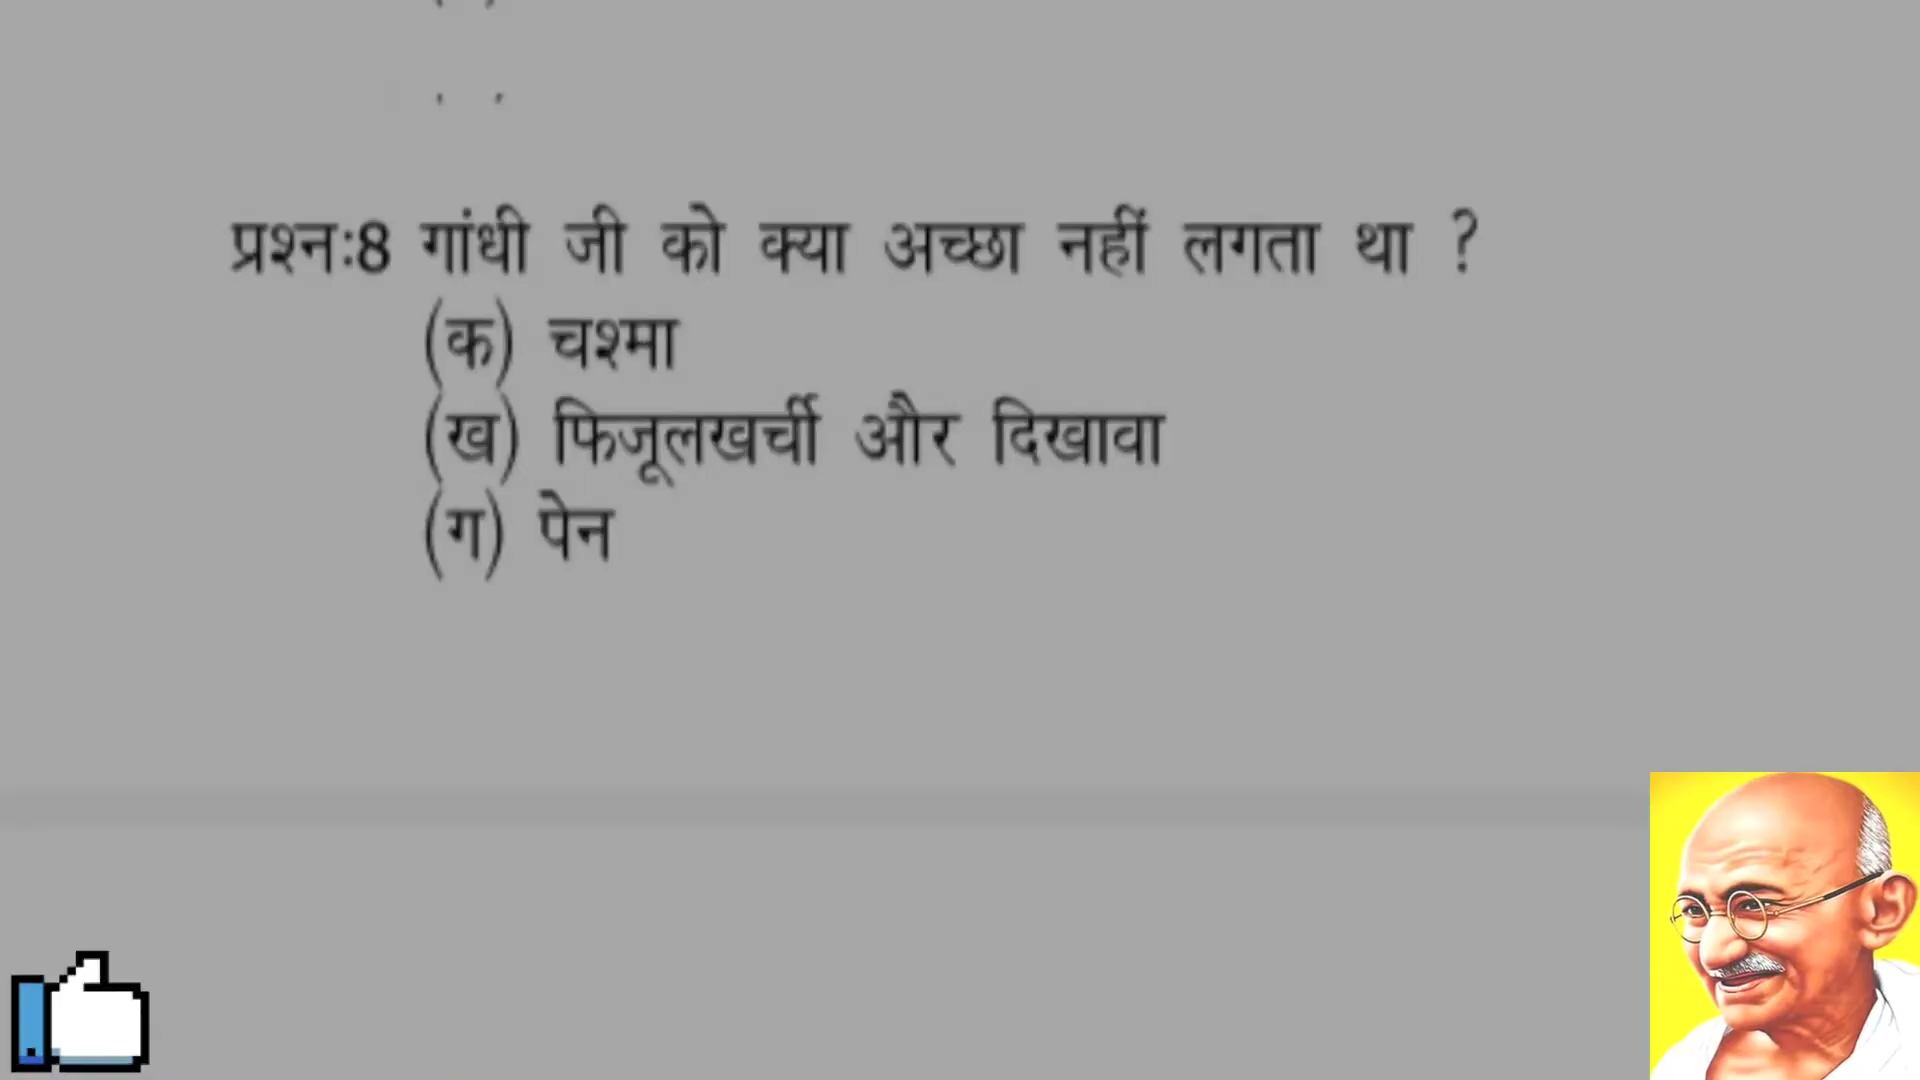 प्रश्नः8 गांधी जी को क्या अच्छा नहीं लगता था ?
(क) चश्मा
(ख) फिजूलखर्ची और दिखावा
(ग) पेन